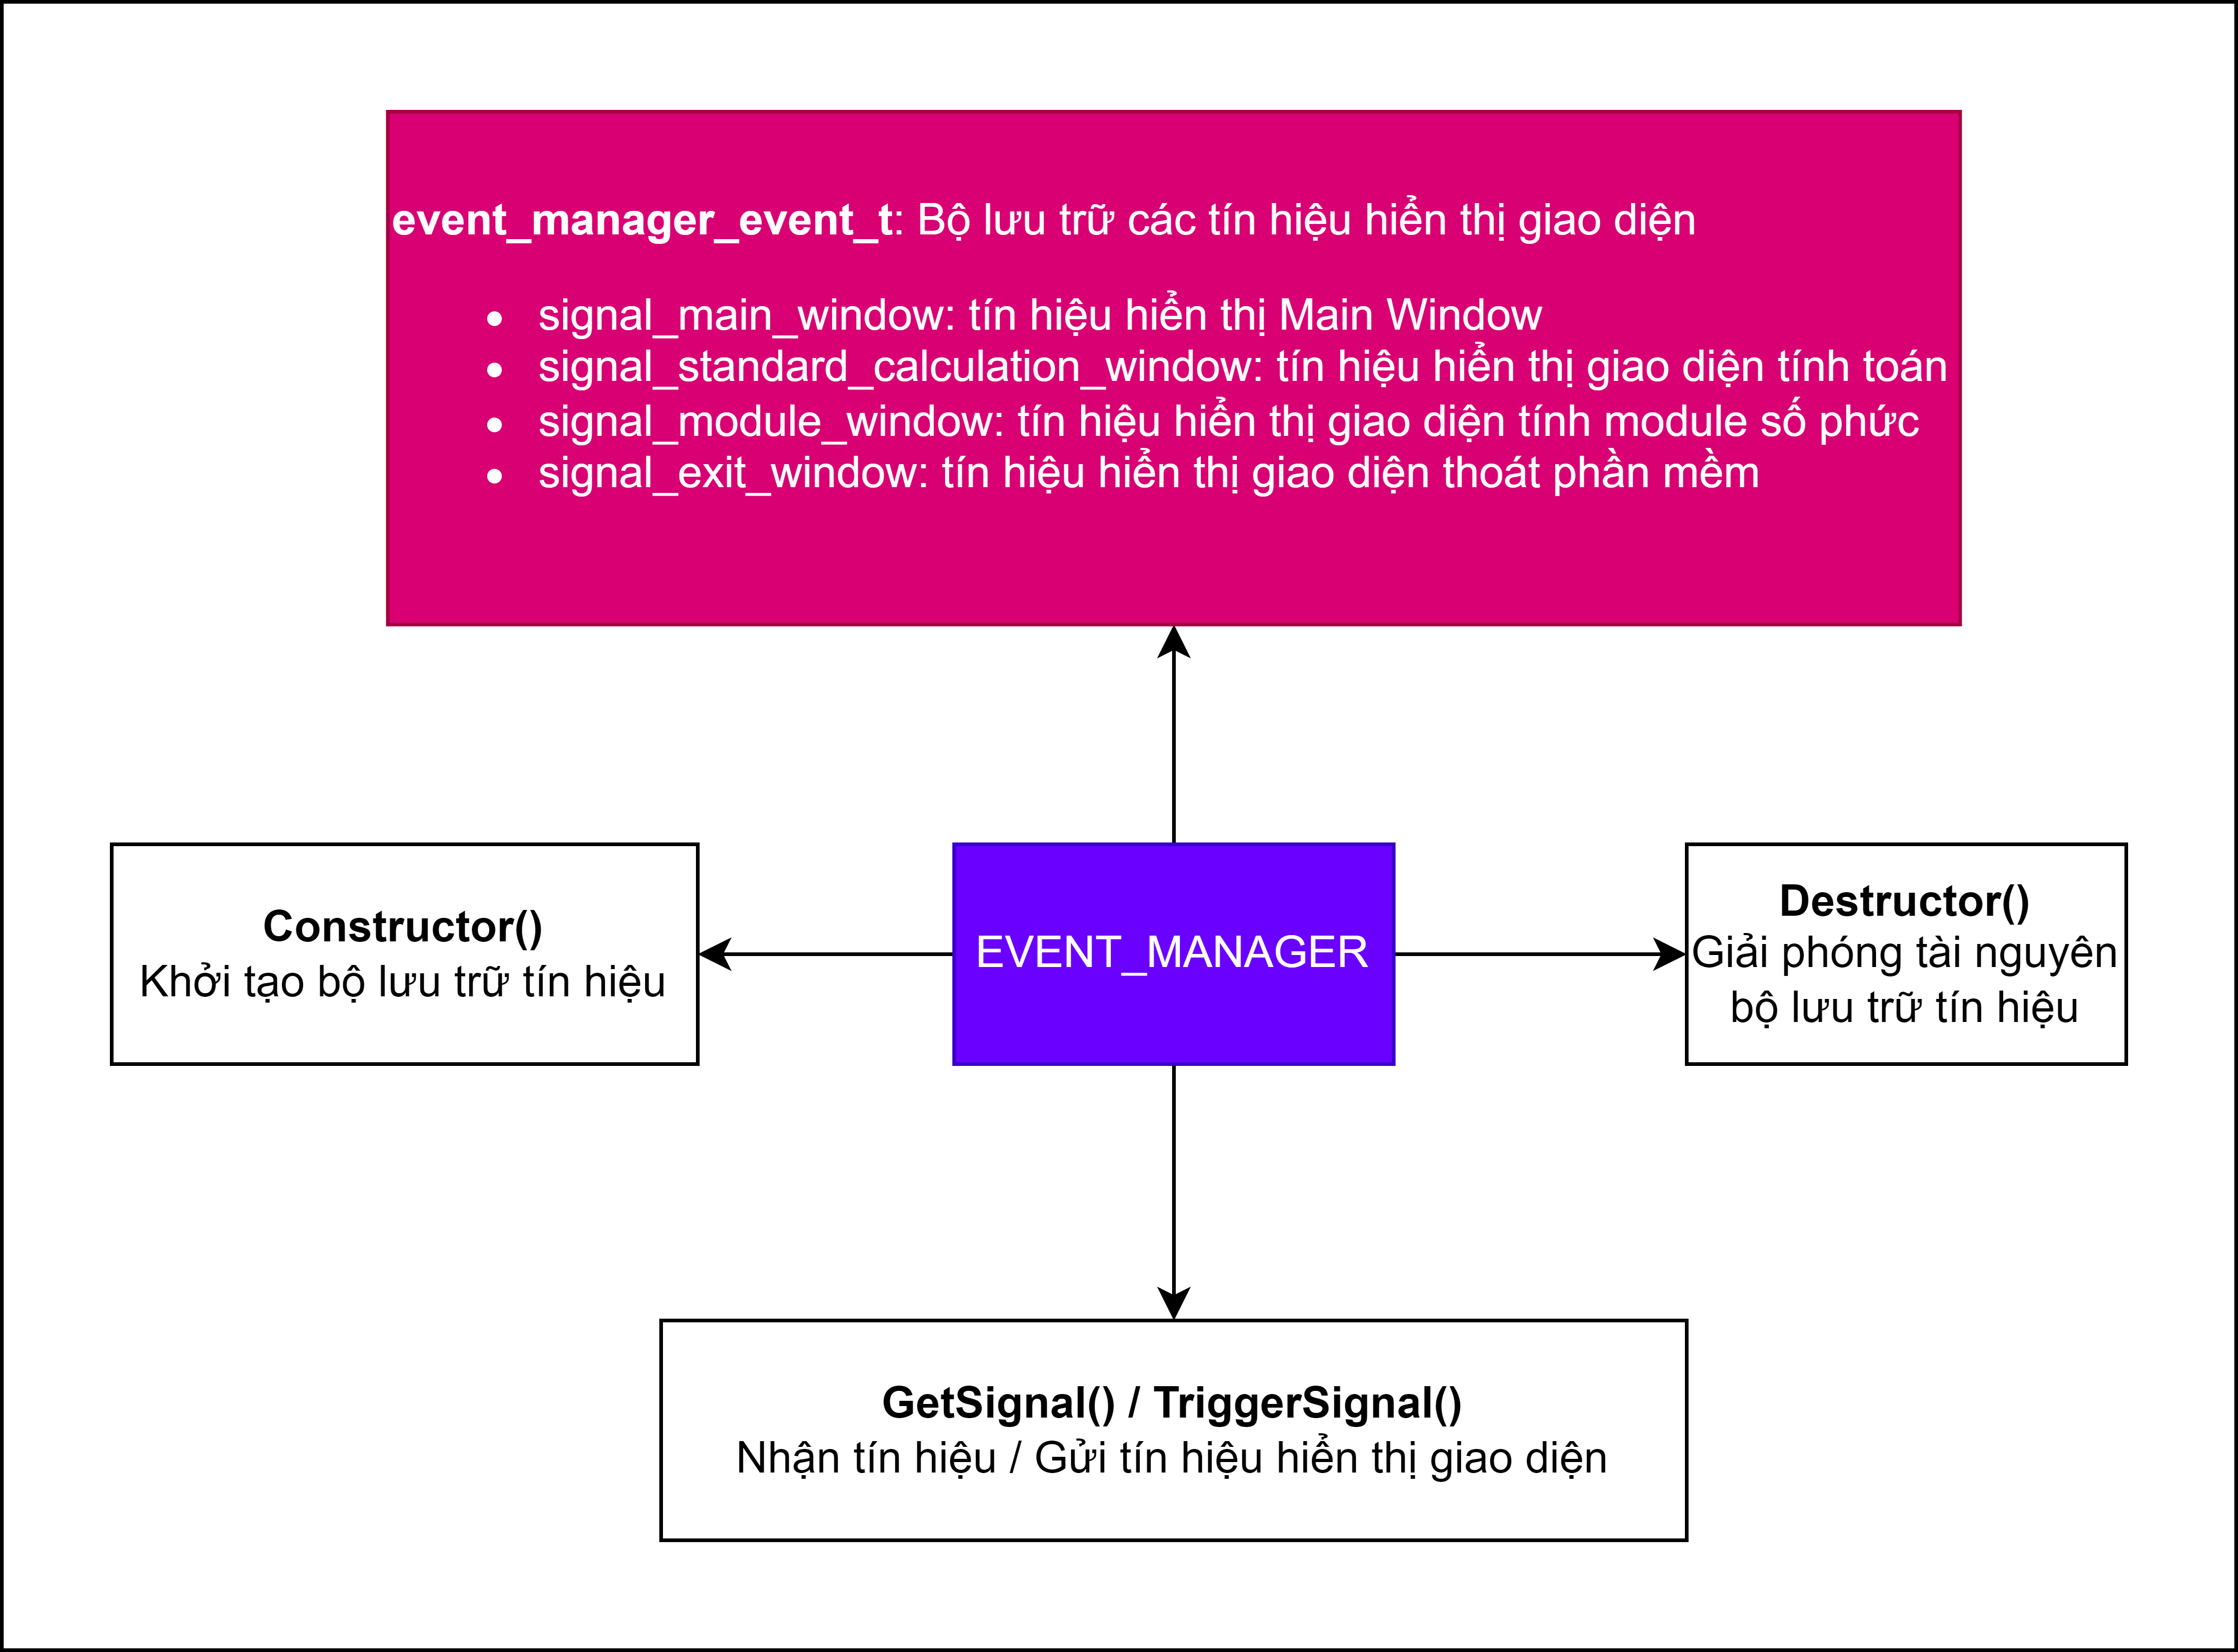 event_manager_event_t: Bộ lưu trữ các tín hiệu hiển thị giao diện
signal_main_window: tín hiệu hiển thị Main Window
signal_standard_calculation_window: tín hiệu hiển thị giao diện tính toán
signal_module_window: tín hiệu hiển thị giao diện tính module số phức
signal_exit_window: tín hiệu hiển thị giao diện thoát phần mềm
Constructor()
Khởi tạo bộ lưu trữ tín hiệu
EVENT_MANAGER
Destructor()
Giải phóng tài nguyên
bộ lưu trữ tín hiệu
GetSignal() / TriggerSignal()
Nhận tín hiệu / Gửi tín hiệu hiển thị giao diện